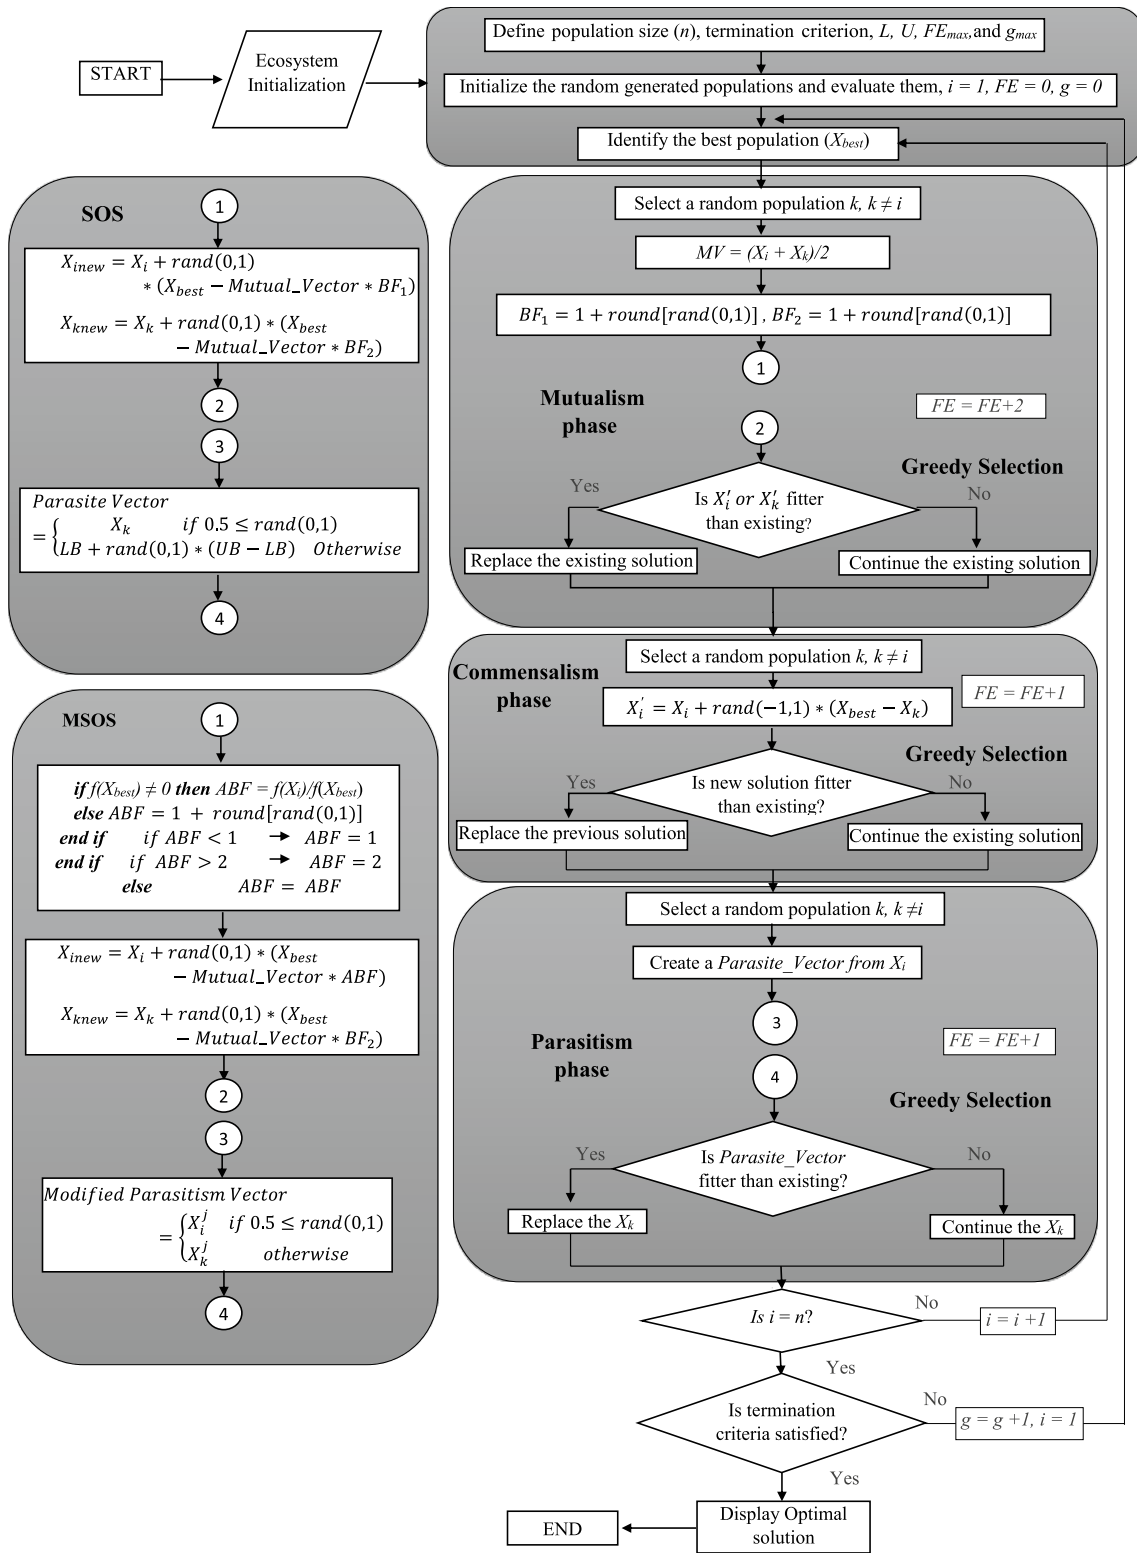 START
Ecosystem
Initialization
Define population size (n), termination criterion, L, U, FEmax, and gmax
Initialize the random generated populations and evaluate them, i = 1, FE = 0, g = 0
Identify the best population (Xbest)
SOS
1
Xinew = Xi + rand(0,1)
∗ (Xbest − Mutual_Vector ∗ BF1)
Xknew = Xk + rand(0,1) ∗ (Xbest
− Mutual_Vector ∗ BF2)
2
3
Parasite Vector
= { Xk if 0.5 ≤ rand(0,1)
LB + rand(0,1) ∗ (UB − LB) Otherwise
4
MSOS
1
if f(Xbest) ≠ 0 then ABF = f(Xi)/f(Xbest)
else ABF = 1 + round[rand(0,1)]
end if if ABF < 1 → ABF = 1
end if if ABF > 2 → ABF = 2
else ABF = ABF
Xinew = Xi + rand(0,1) ∗ (Xbest
− Mutual_Vector ∗ ABF)
Xknew = Xk + rand(0,1) ∗ (Xbest
− Mutual_Vector ∗ BF2)
2
3
Modified Parasitism Vector
= { Xi^j if 0.5 ≤ rand(0,1)
Xk^j otherwise
4
Select a random population k, k ≠ i
MV = (Xi + Xk)/2
BF1 = 1 + round[rand(0,1)] , BF2 = 1 + round[rand(0,1)]
1
Mutualism
phase
FE = FE+2
2
Greedy Selection
Yes
Is X′i or X′k fitter
than existing?
No
Replace the existing solution
Continue the existing solution
Select a random population k, k ≠ i
Commensalism
phase
FE = FE+1
X′i = Xi + rand(−1,1) ∗ (Xbest − Xk)
Greedy Selection
Yes
Is new solution fitter
than existing?
No
Replace the previous solution
Continue the existing solution
Select a random population k, k ≠i
Create a Parasite_Vector from Xi
3
Parasitism
phase
FE = FE+1
4
Greedy Selection
Yes
Is Parasite_Vector
fitter than existing?
No
Replace the Xk
Continue the Xk
Is i = n?
No
i = i +1
Yes
Is termination
criteria satisfied?
No
g = g +1, i = 1
Yes
Display Optimal
solution
END